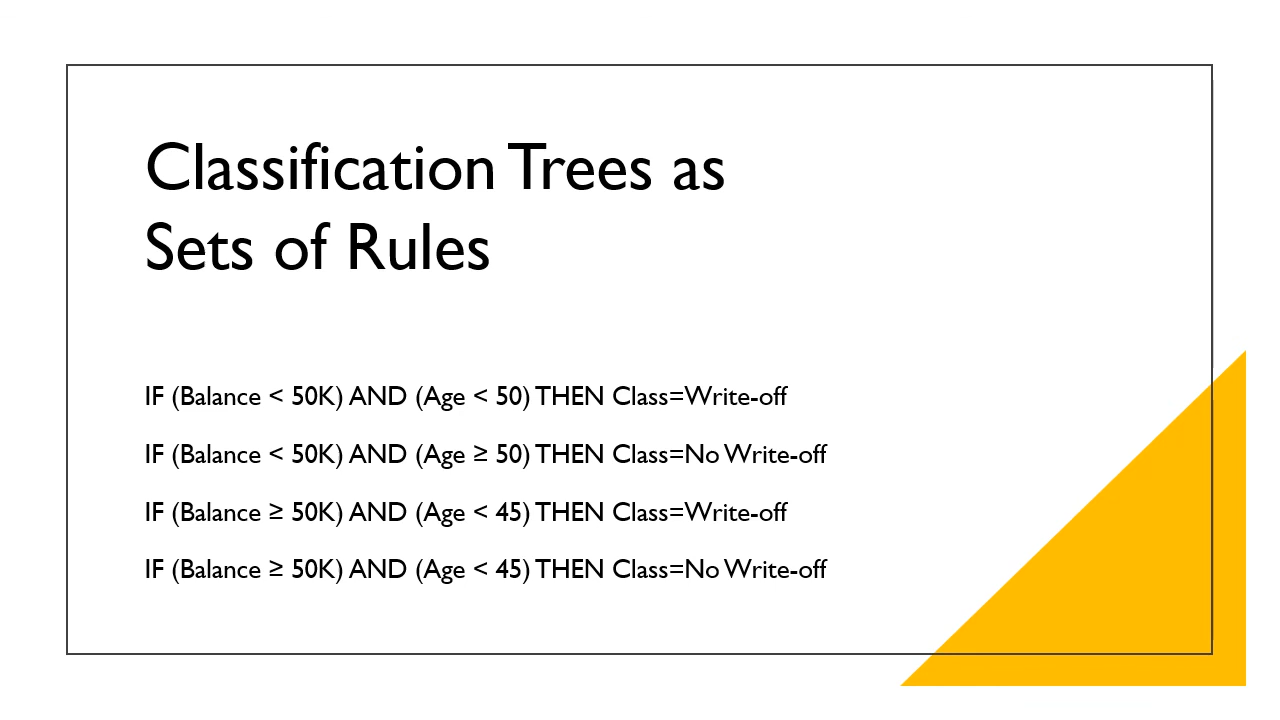 Classification Trees as
Sets of Rules
IF (Balance < 50K) AND (Age < 50) THEN Class=Write-off
IF (Balance < 50K) AND (Age ≥ 50) THEN Class=No Write-off
IF (Balance ≥ 50K) AND (Age < 45) THEN Class=Write-off
IF (Balance ≥ 50K) AND (Age < 45) THEN Class=No Write-off